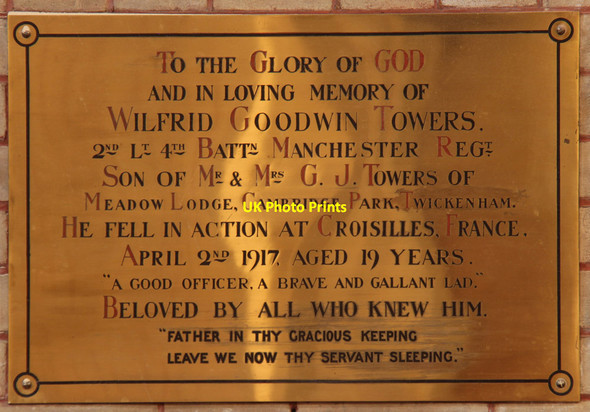 To the Glory of GOD
and in loving memory of
Wilfrid Goodwin Towers.
2ND Lt 4TH Battn Manchester Regt
Son of Mr & Mrs G. J. Towers of
Meadow Lodge, Cambridge Park, Twickenham.
UK Photo Prints
He fell in action at Croisilles, France,
April 2ND 1917, aged 19 years.
"A good officer, a brave and gallant lad."
Beloved by all who knew him.
"Father in Thy gracious keeping
leave we now Thy servant sleeping."